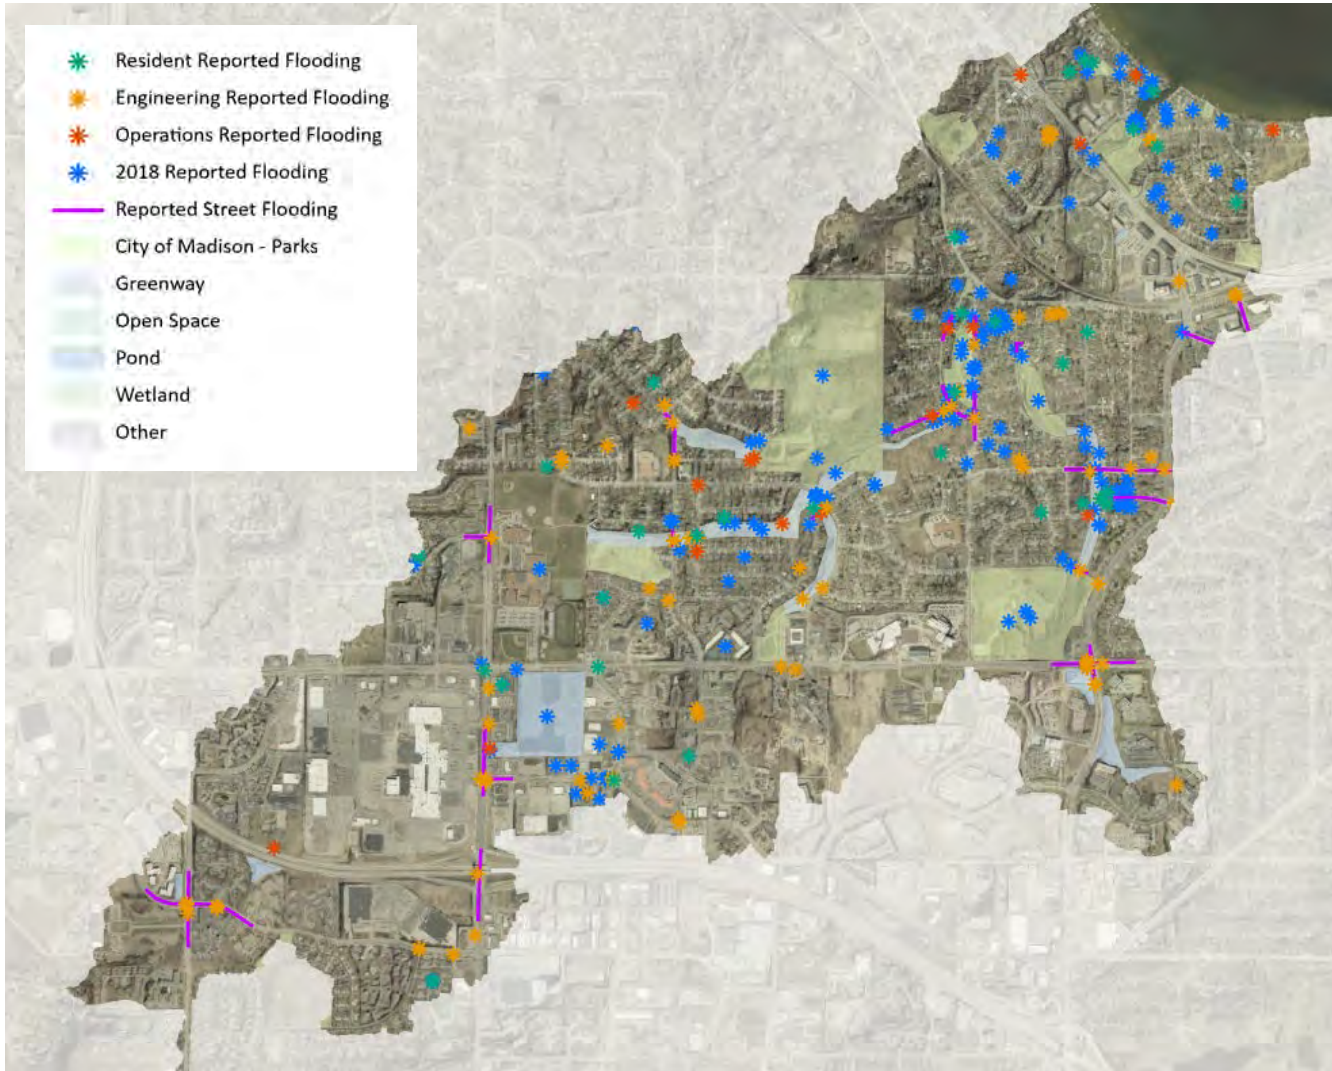 Resident Reported Flooding
Engineering Reported Flooding
Operations Reported Flooding
2018 Reported Flooding
Reported Street Flooding
City of Madison - Parks
Greenway
Open Space
Pond
Wetland
Other